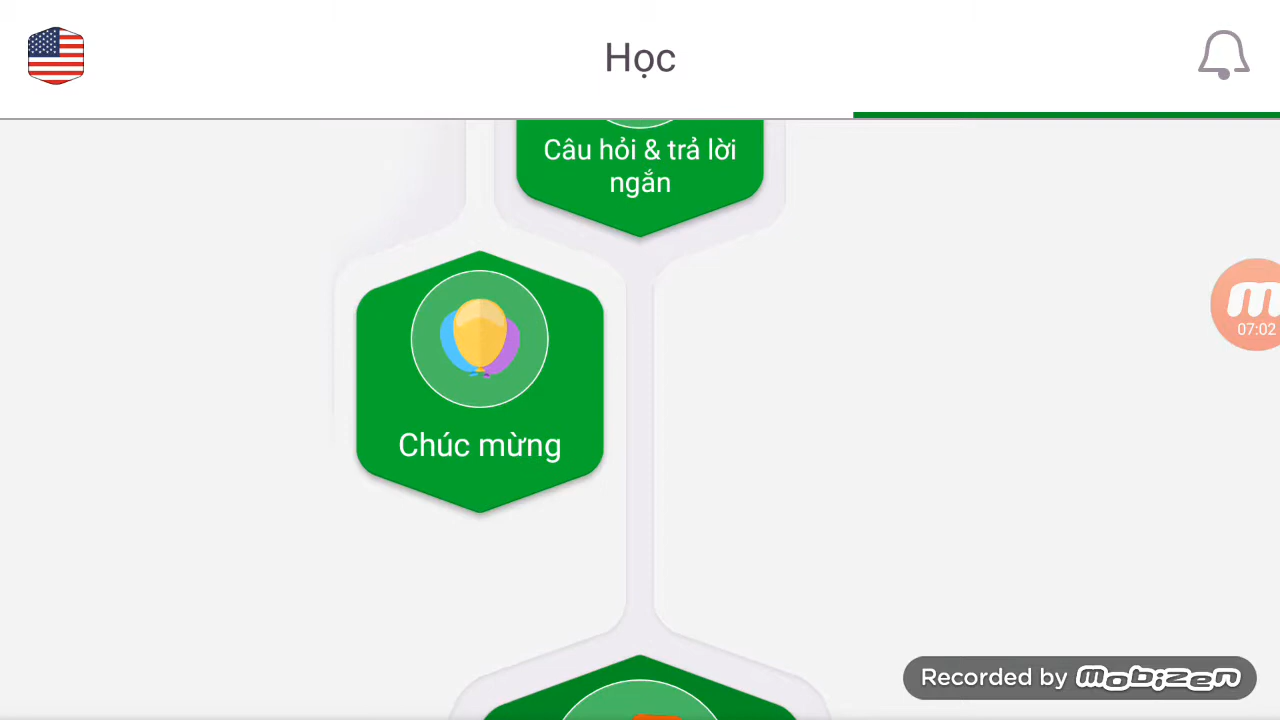 Học
Câu hỏi & trả lời
ngắn
m
07:02
Chúc mừng
Recorded by mobizen